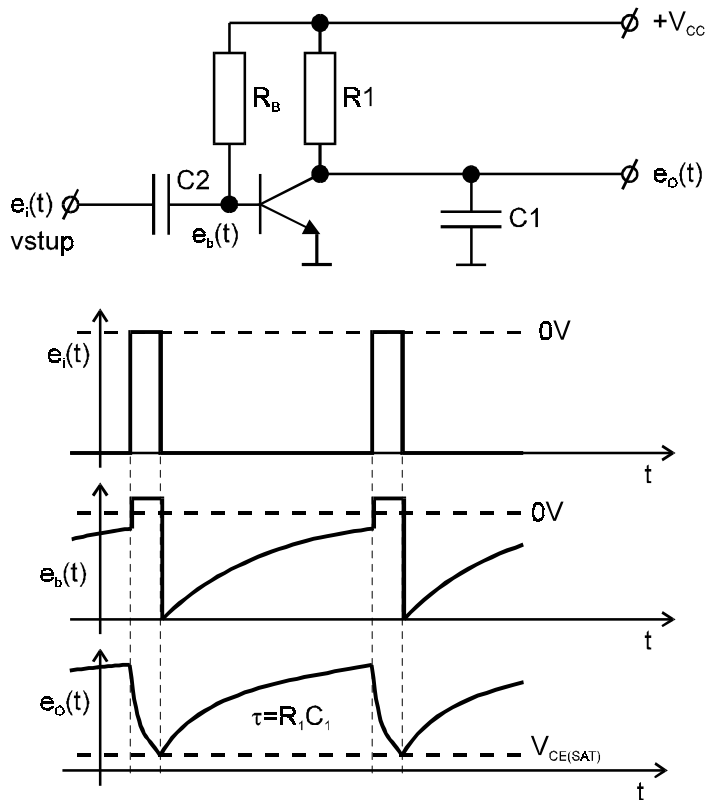 +V_CC
R_B
R1
C2
e_i(t)
vstup
e_b(t)
e_O(t)
C1
0V
e_i(t)
t
0V
e_b(t)
t
e_O(t)
τ=R_1C_1
V_CE(SAT)
t